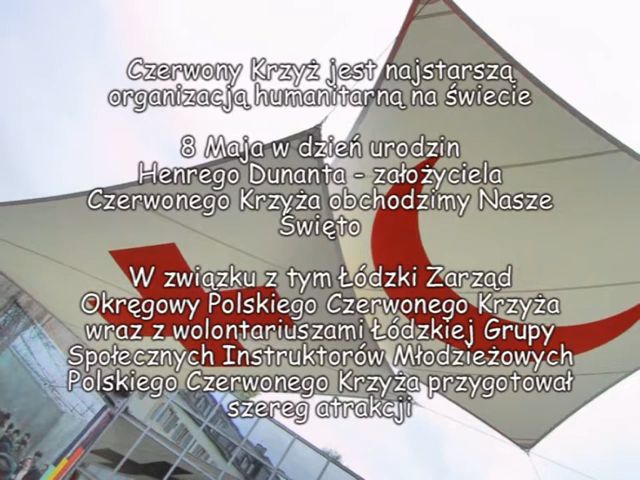 Czerwony Krzyż jest najstarszą
organizacją humanitarną na świecie
8 Maja w dzień urodzin
Henrego Dunanta - założyciela
Czerwonego Krzyża obchodzimy Nasze
Święto
W związku z tym Łódzki Zarząd
Okręgowy Polskiego Czerwonego Krzyża
wraz z wolontariuszami Łódzkiej Grupy
Społecznych Instruktorów Młodzieżowych
Polskiego Czerwonego Krzyża przygotował
szereg atrakcji